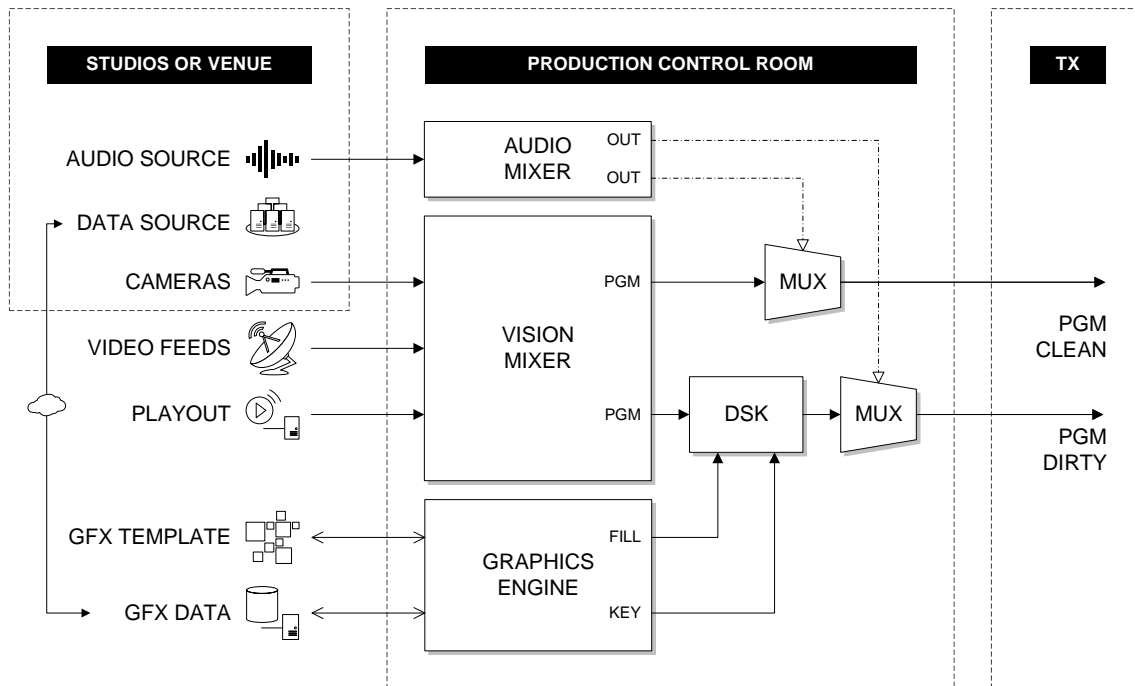 STUDIOS OR VENUE
PRODUCTION CONTROL ROOM
TX
AUDIO SOURCE
DATA SOURCE
CAMERAS
VIDEO FEEDS
PLAYOUT
GFX TEMPLATE
GFX DATA
AUDIO
MIXER
OUT
OUT
VISION
MIXER
PGM
PGM
GRAPHICS
ENGINE
FILL
KEY
DSK
MUX
MUX
PGM
CLEAN
PGM
DIRTY